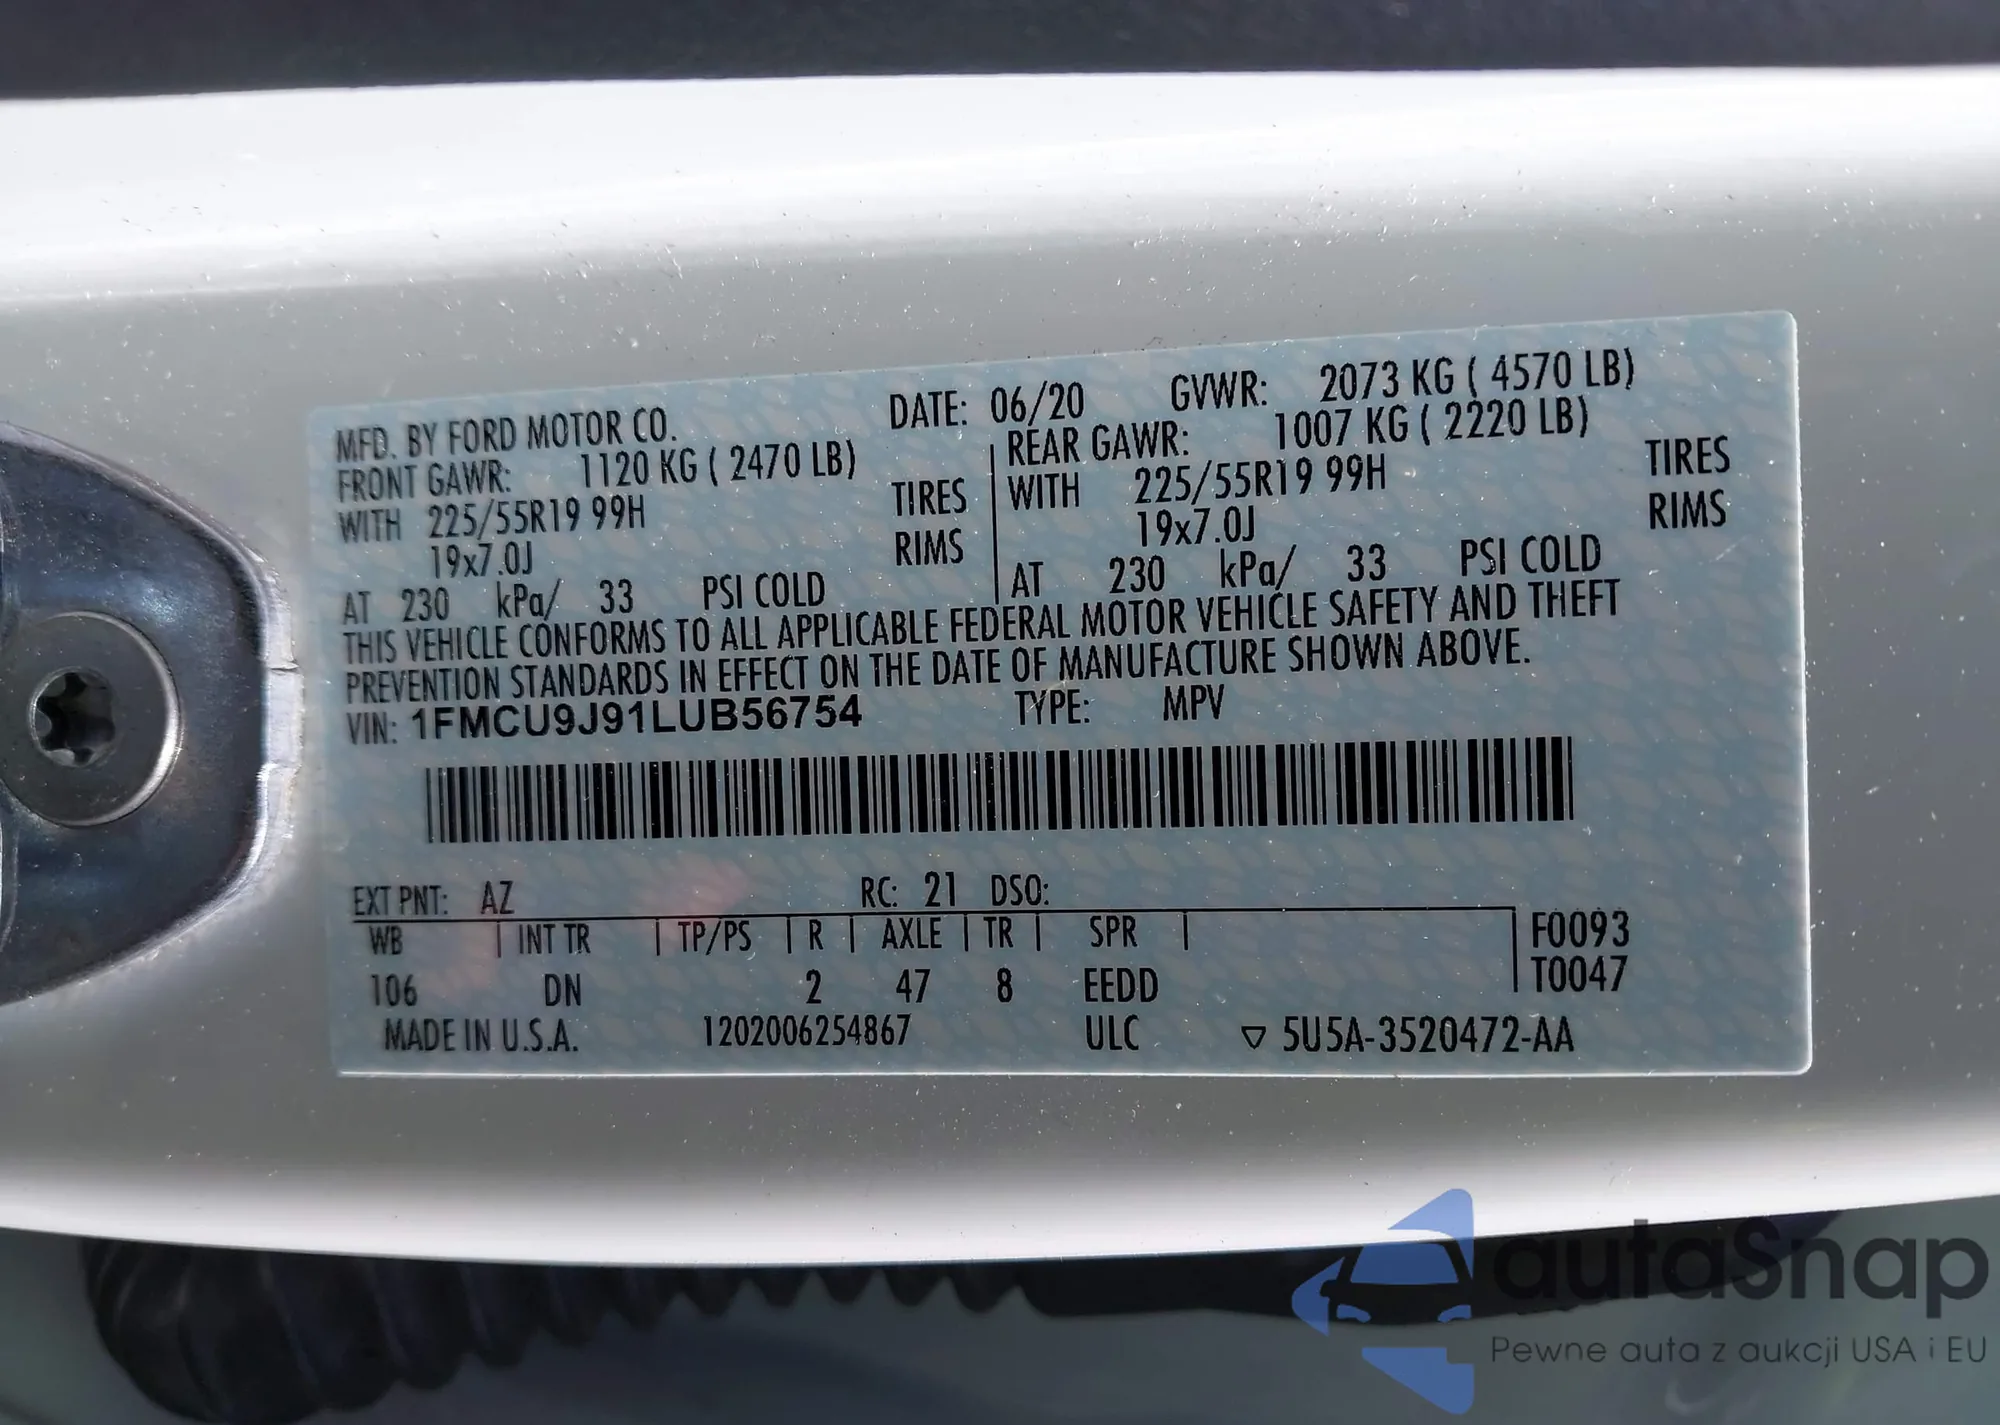 MFD. BY FORD MOTOR CO. DATE: 06/20 GVWR: 2073 KG ( 4570 LB)
FRONT GAWR: 1120 KG ( 2470 LB) REAR GAWR: 1007 KG ( 2220 LB)
WITH 225/55R19 99H TIRES WITH 225/55R19 99H TIRES
19x7.0J RIMS 19x7.0J RIMS
AT 230 kPa/ 33 PSI COLD AT 230 kPa/ 33 PSI COLD
THIS VEHICLE CONFORMS TO ALL APPLICABLE FEDERAL MOTOR VEHICLE SAFETY AND THEFT
PREVENTION STANDARDS IN EFFECT ON THE DATE OF MANUFACTURE SHOWN ABOVE.
VIN: 1FMCU9J91LUB56754 TYPE: MPV
EXT PNT: AZ RC: 21 DSO:
WB INT TR TP/PS R AXLE TR SPR F0093
106 DN 2 47 8 EEDD T0047
MADE IN U.S.A. 1202006254867 ULC ▽ 5U5A-3520472-AA
autaSnap
Pewne auta z aukcji USA i EU